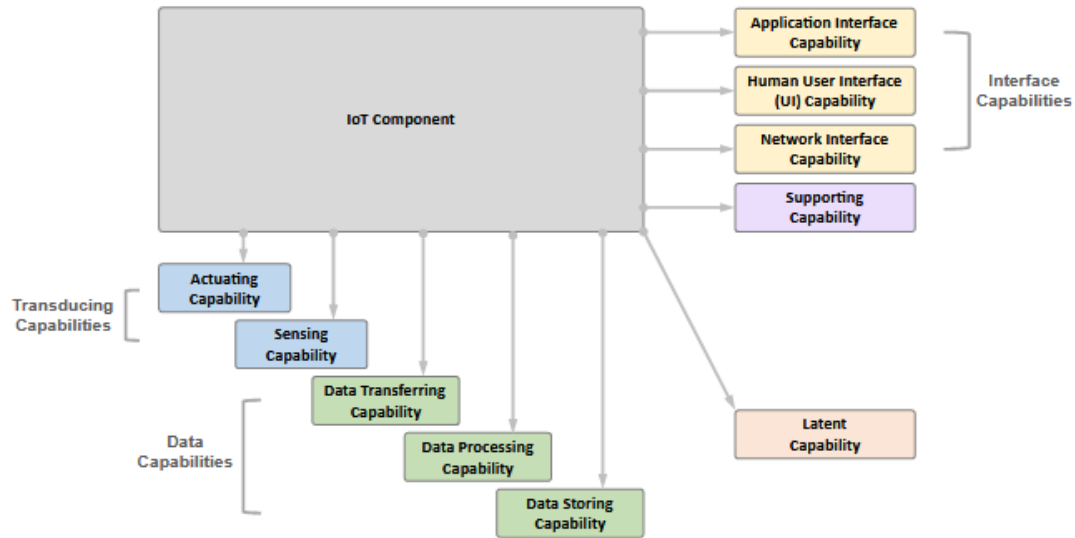 IoT Component
Application Interface
Capability
Human User Interface
(UI) Capability
Network Interface
Capability
Interface
Capabilities
Supporting
Capability
Actuating
Capability
Sensing
Capability
Transducing
Capabilities
Data Transferring
Capability
Data Processing
Capability
Data Storing
Capability
Data
Capabilities
Latent
Capability